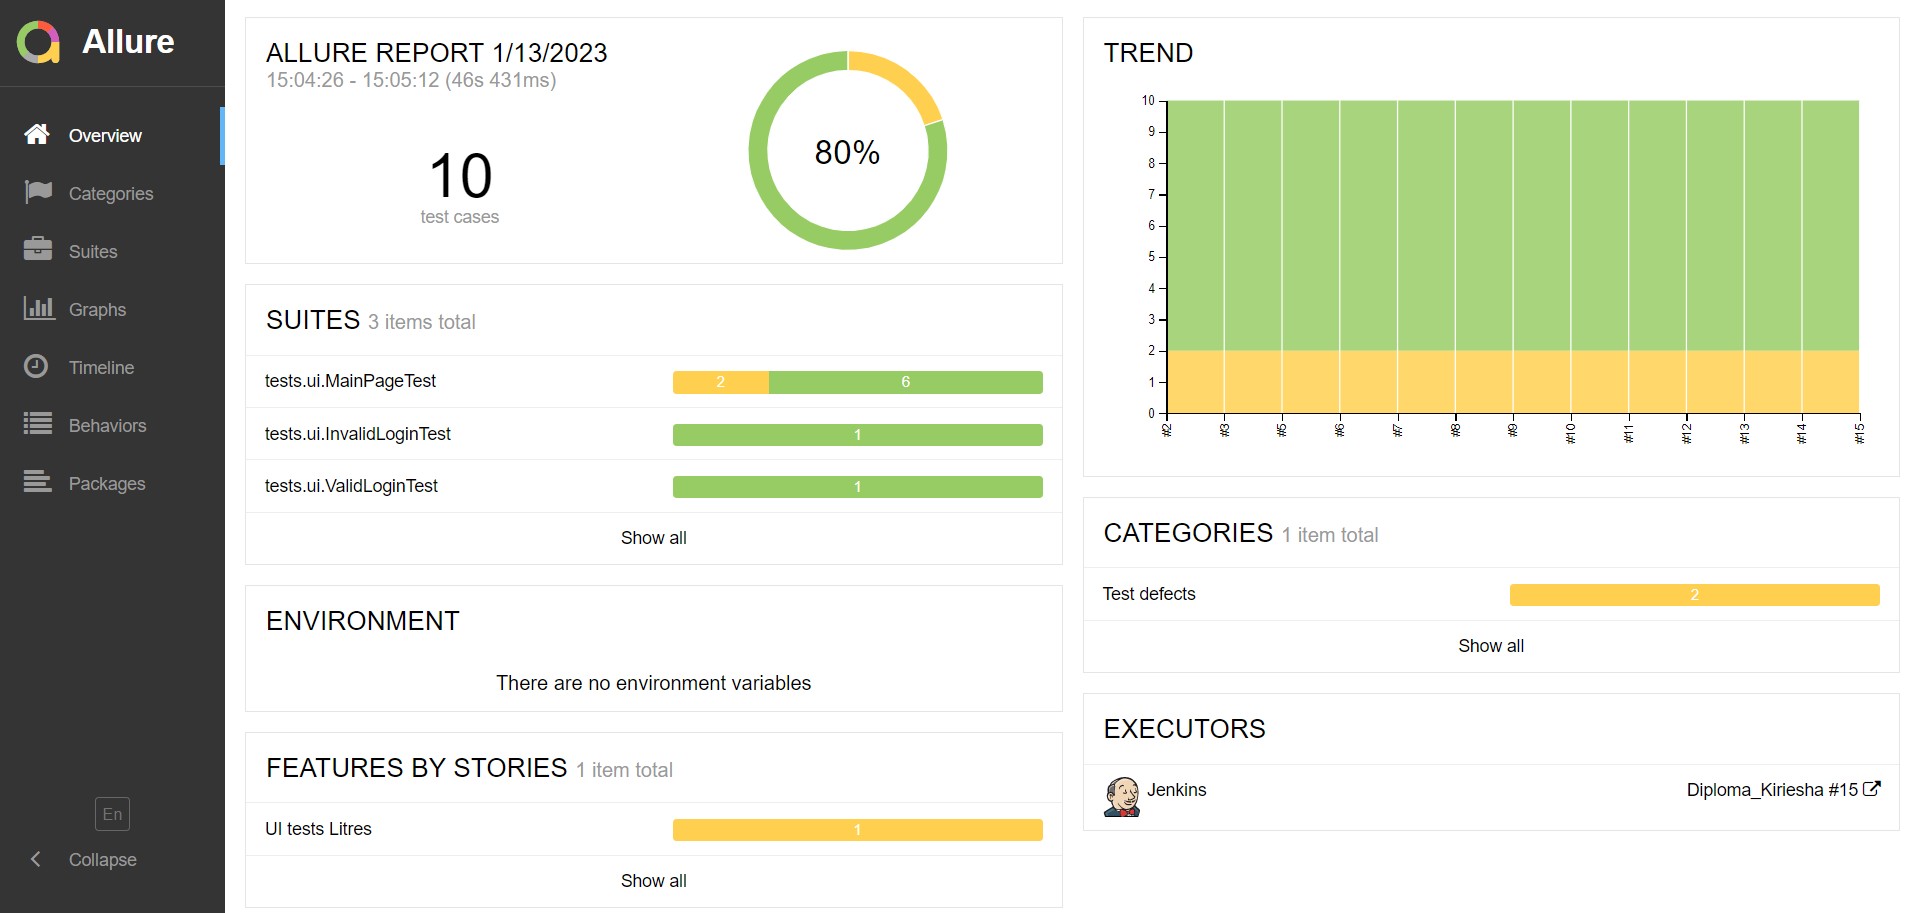 Allure
Overview
Categories
Suites
Graphs
Timeline
Behaviors
Packages
En
Collapse
ALLURE REPORT 1/13/2023
15:04:26 - 15:05:12 (46s 431ms)
10
test cases
80%
SUITES 3 items total
tests.ui.MainPageTest 2 6
tests.ui.InvalidLoginTest 1
tests.ui.ValidLoginTest 1
Show all
ENVIRONMENT
There are no environment variables
FEATURES BY STORIES 1 item total
UI tests Litres 1
Show all
TREND
10
9
8
7
6
5
4
3
2
1
0
#2 #3 #5 #6 #7 #8 #9 #10 #11 #12 #13 #14 #15
CATEGORIES 1 item total
Test defects 2
Show all
EXECUTORS
Jenkins Diploma_Kiriesha #15